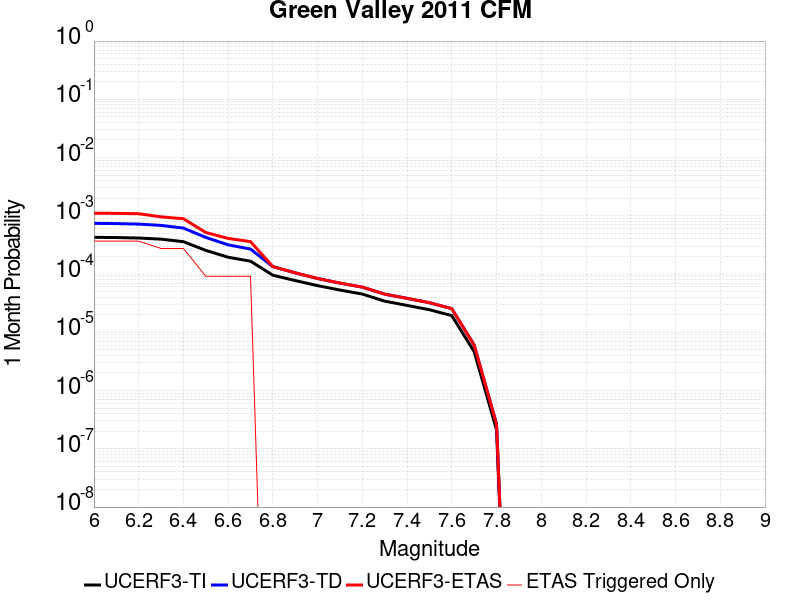 Green Valley 2011 CFM
10^0
10^-1
10^-2
10^-3
10^-4
10^-5
10^-6
10^-7
10^-8
1 Month Probability
6 6.2 6.4 6.6 6.8 7 7.2 7.4 7.6 7.8 8 8.2 8.4 8.6 8.8 9
Magnitude
UCERF3-TI UCERF3-TD UCERF3-ETAS ETAS Triggered Only